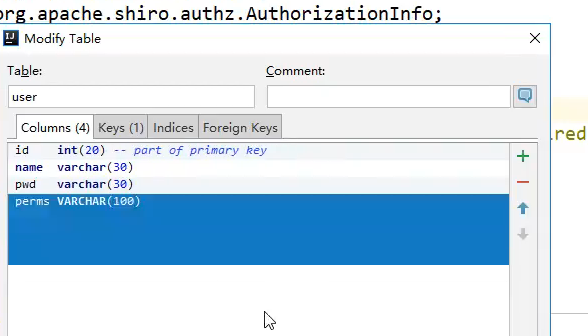 org.apache.shiro.authz.AuthorizationInfo;
Modify Table
Table: Comment:
user
Columns (4) Keys (1) Indices Foreign Keys
id int(20) -- part of primary key
name varchar(30)
pwd varchar(30)
perms VARCHAR(100)
ired